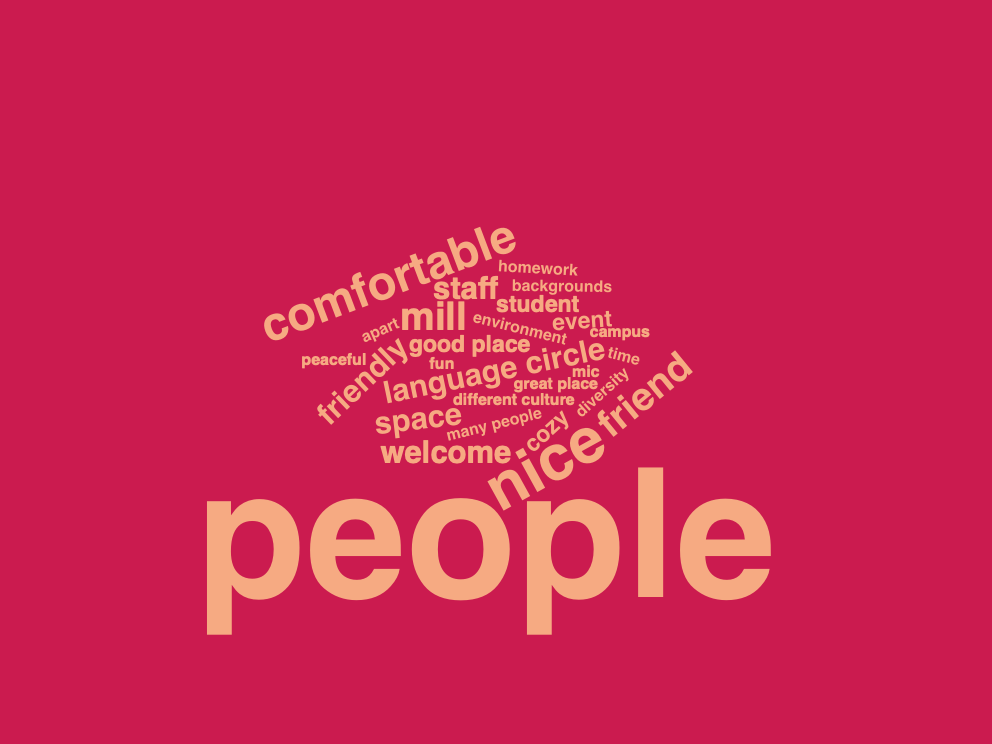 comfortable
homework
staff
backgrounds
student
mill
environment
event
apart
campus
good place
peaceful
friendly
fun
language circle
time
mic
great place
different culture
diversity
friend
space
many people
cozy
welcome
nice
people